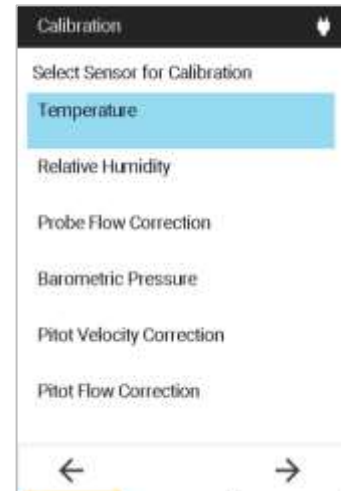 Calibration
Select Sensor for Calibration
Temperature
Relative Humidity
Probe Flow Correction
Barometric Pressure
Pitot Velocity Correction
Pitot Flow Correction